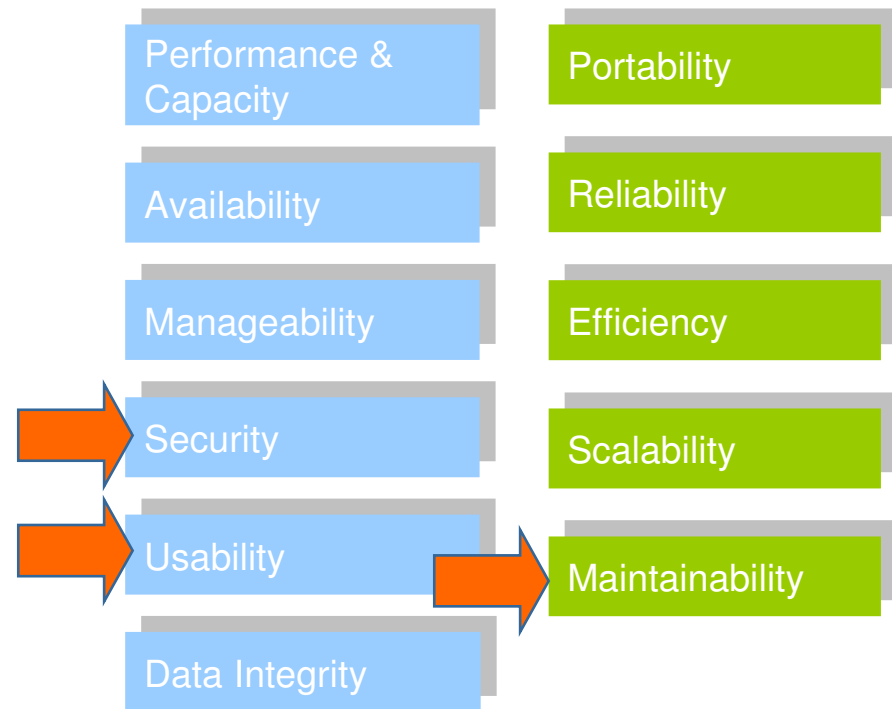 Performance &
Capacity
Availability
Manageability
Security
Usability
Data Integrity
Portability
Reliability
Efficiency
Scalability
Maintainability